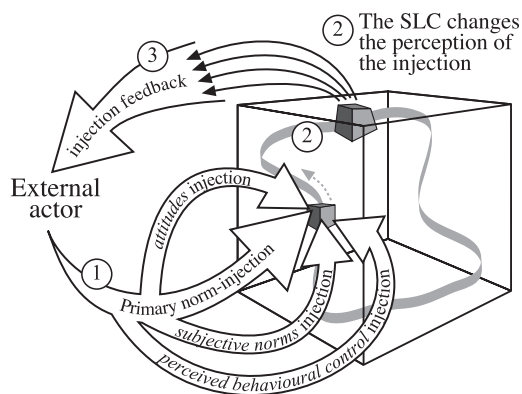 2 The SLC changes
the perception of
the injection
3
injection feedback
2
External
actor
attitudes injection
1
Primary norm-injection
subjective norms injection
perceived behavioural control injection